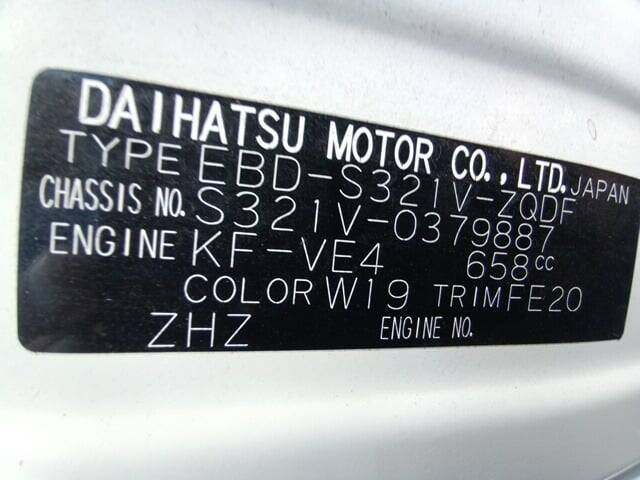 DAIHATSU MOTOR CO.,LTD. JAPAN
TYPE EBD-S321V-ZQDF
CHASSIS NO. S321V-0379887
ENGINE KF-VE4 658cc
COLOR W19 TRIM FE20
ZHZ ENGINE NO.